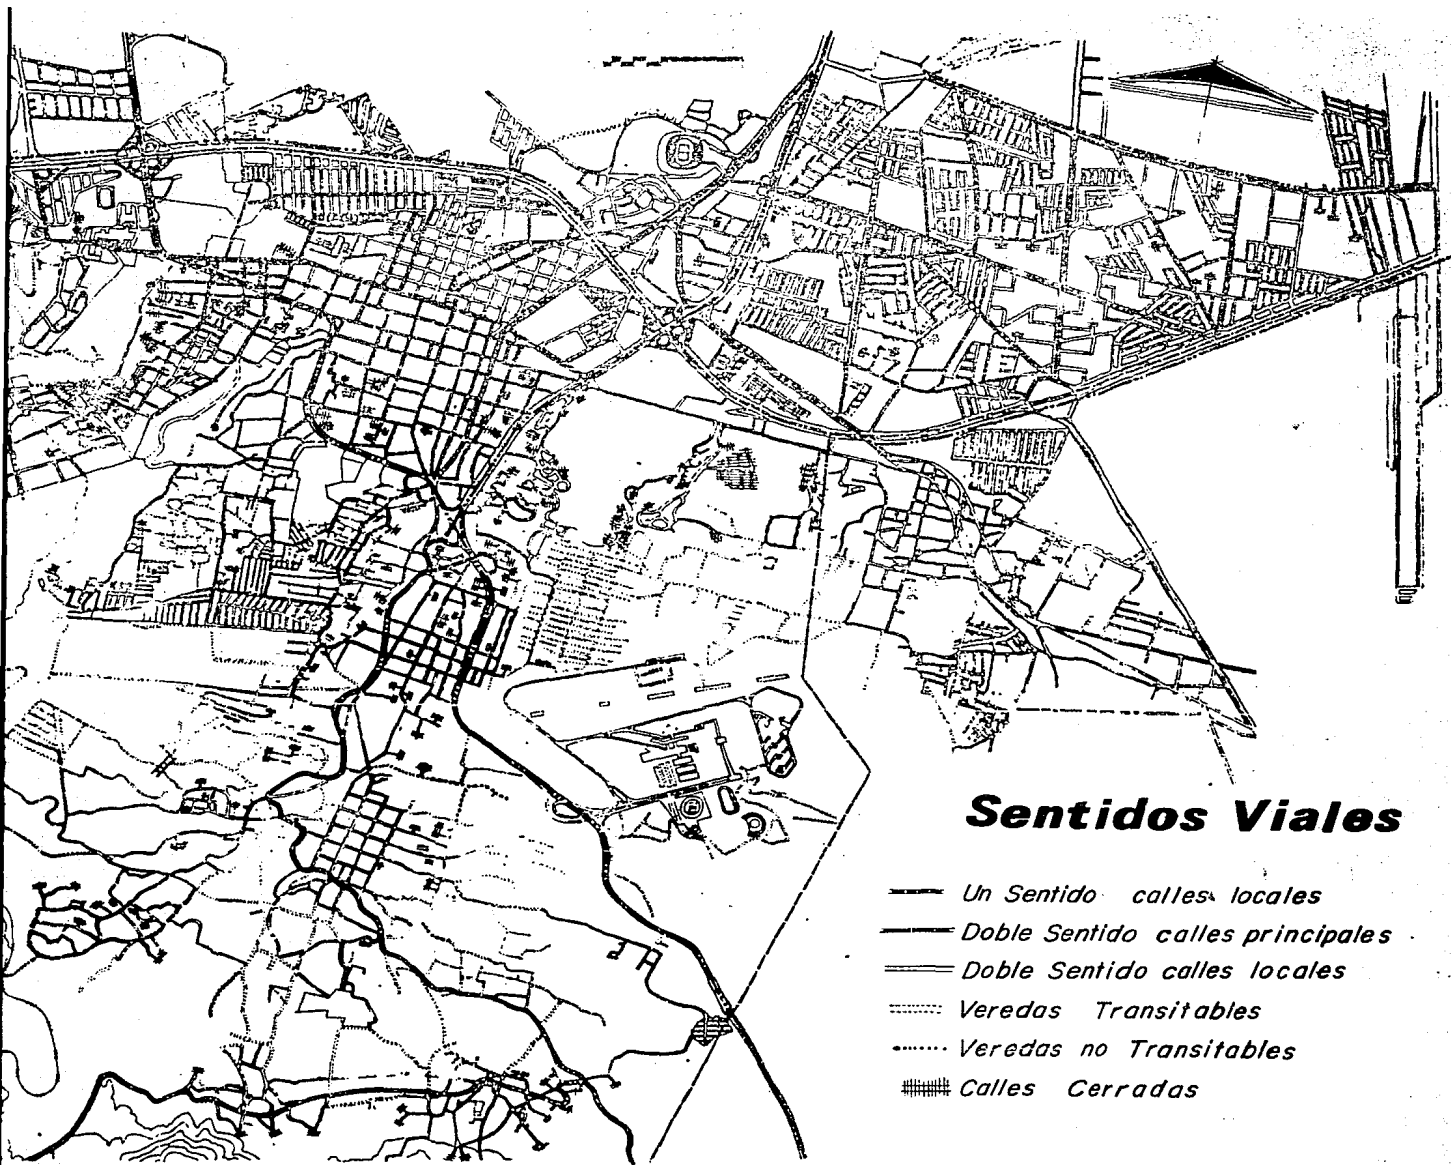 Sentidos Viales
Un Sentido calles locales
Doble Sentido calles principales
Doble Sentido calles locales
Veredas Transitables
Veredas no Transitables
Calles Cerradas